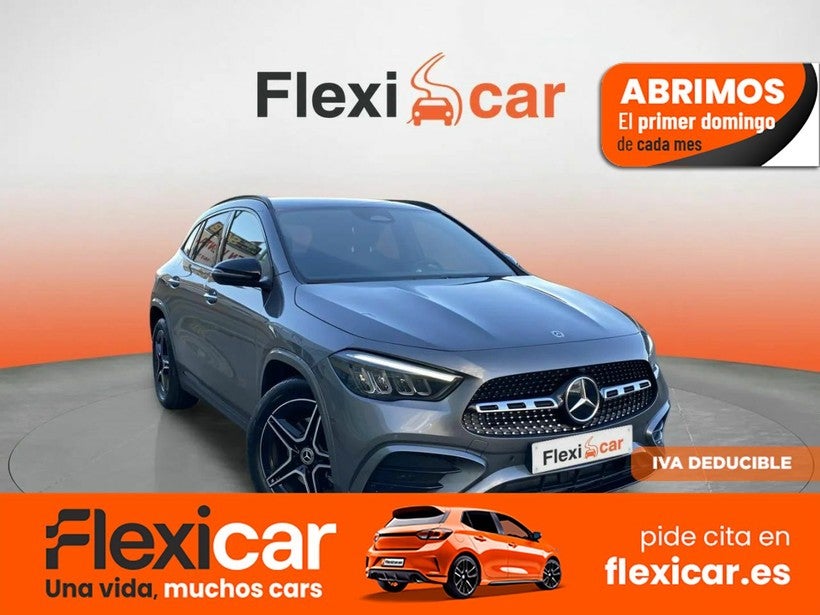 Flexicar
ABRIMOS
El primer domingo
de cada mes
Flexicar
IVA DEDUCIBLE
Flexicar
Una vida, muchos cars
pide cita en
flexicar.es